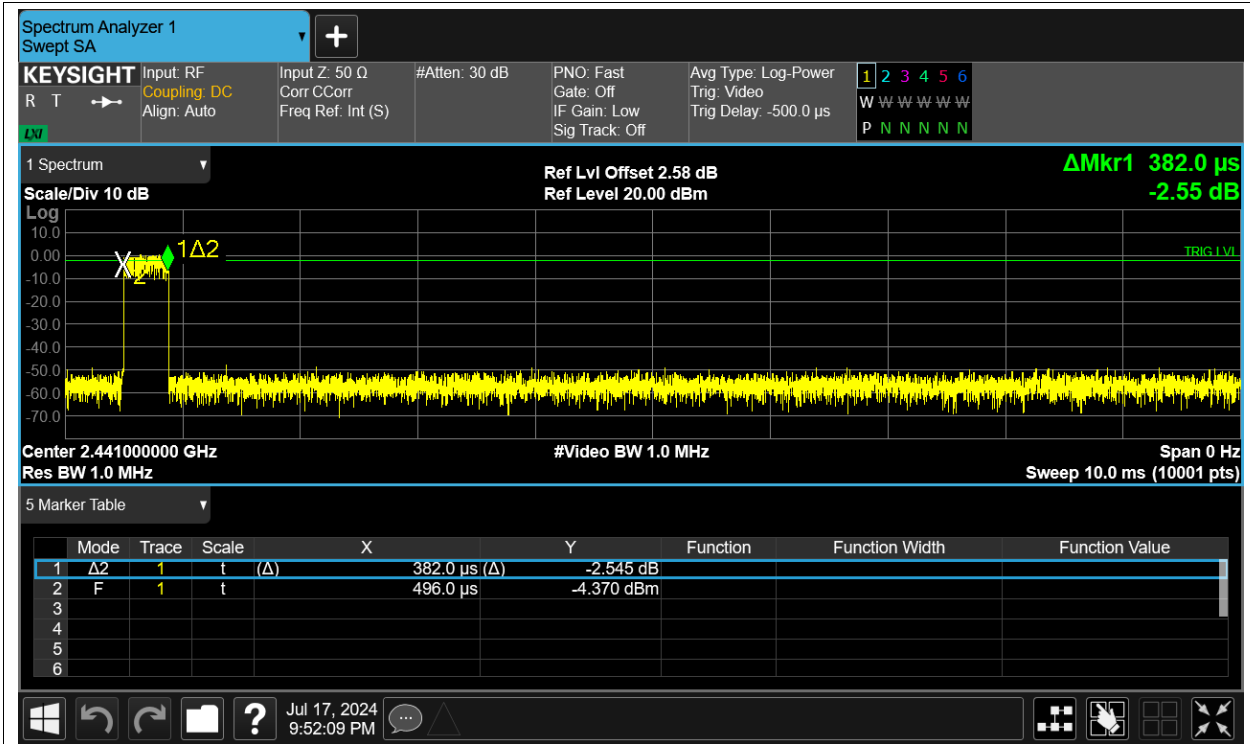 Spectrum Analyzer 1
Swept SA
KEYSIGHT
R T
LXI
Input: RF
Coupling: DC
Align: Auto
Input Z: 50 Ω
Corr CCorr
Freq Ref: Int (S)
#Atten: 30 dB
PNO: Fast
Gate: Off
IF Gain: Low
Sig Track: Off
Avg Type: Log-Power
Trig: Video
Trig Delay: -500.0 µs
1 2 3 4 5 6
W W W W W W
P N N N N N
1 Spectrum
Scale/Div 10 dB
Ref Lvl Offset 2.58 dB
Ref Level 20.00 dBm
ΔMkr1 382.0 µs
-2.55 dB
Log
10.0
0.00
-10.0
-20.0
-30.0
-40.0
-50.0
-60.0
-70.0
1Δ2
2
TRIG LVL
Center 2.441000000 GHz #Video BW 1.0 MHz Span 0 Hz
Res BW 1.0 MHz Sweep 10.0 ms (10001 pts)
5 Marker Table
Mode Trace Scale X Y Function Function Width Function Value
1 Δ2 1 t (Δ) 382.0 µs (Δ) -2.545 dB
2 F 1 t 496.0 µs -4.370 dBm
3
4
5
6
?
Jul 17, 2024
9:52:09 PM